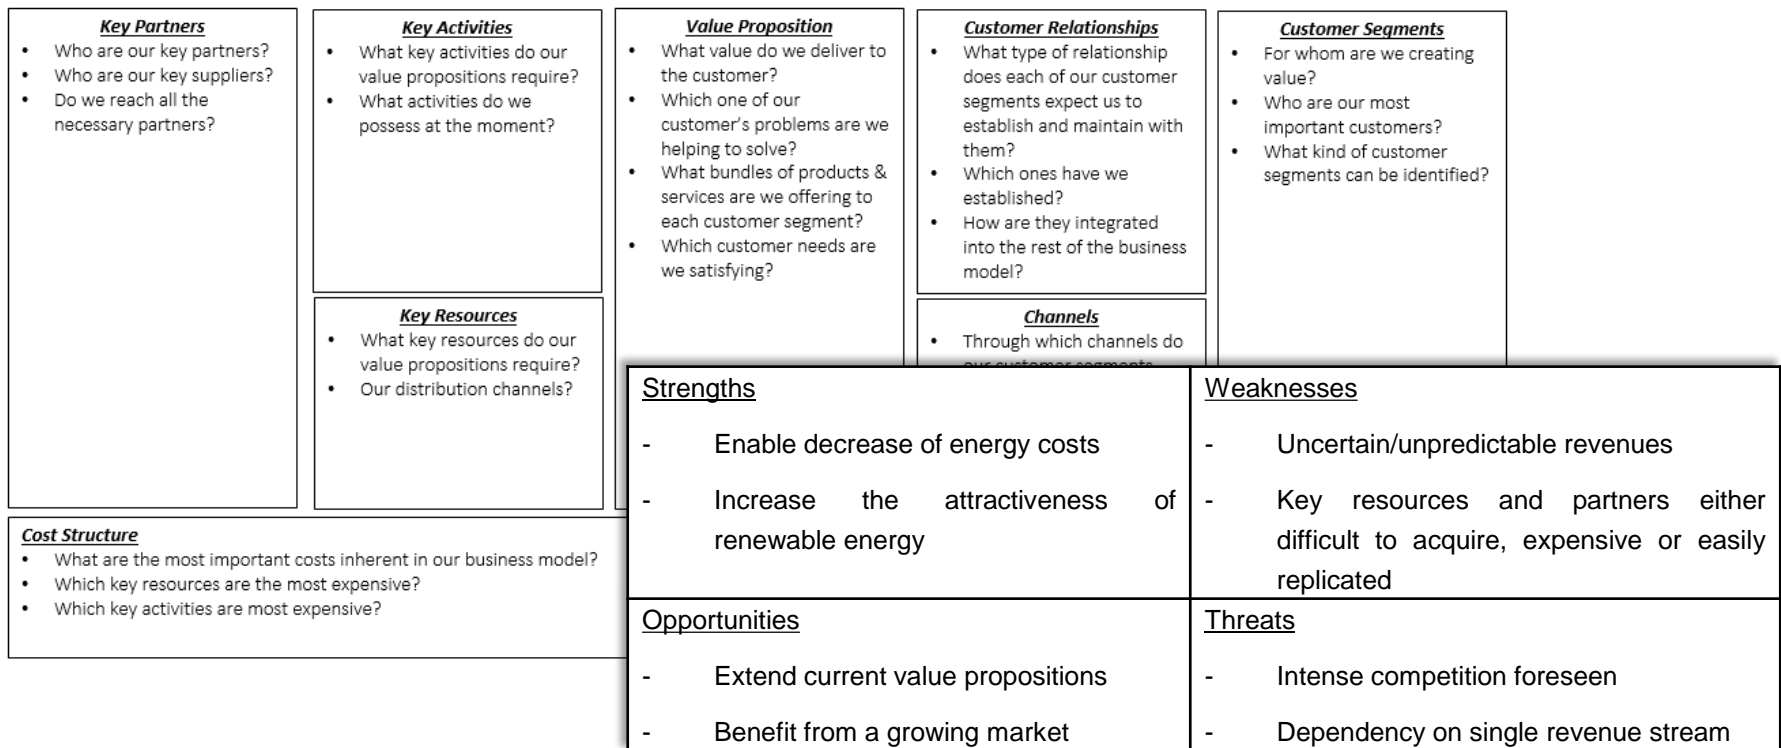 Key Partners
• Who are our key partners?
• Who are our key suppliers?
• Do we reach all the
necessary partners?
Key Activities
• What key activities do our
value propositions require?
• What activities do we
possess at the moment?
Key Resources
• What key resources do our
value propositions require?
• Our distribution channels?
Value Proposition
• What value do we deliver to
the customer?
• Which one of our
customer's problems are we
helping to solve?
• What bundles of products &
services are we offering to
each customer segment?
• Which customer needs are
we satisfying?
Customer Relationships
• What type of relationship
does each of our customer
segments expect us to
establish and maintain with
them?
• Which ones have we
established?
• How are they integrated
into the rest of the business
model?
Channels
• Through which channels do
our customer segments
Customer Segments
• For whom are we creating
value?
• Who are our most
important customers?
• What kind of customer
segments can be identified?
Cost Structure
• What are the most important costs inherent in our business model?
• Which key resources are the most expensive?
• Which key activities are most expensive?
Strengths
- Enable decrease of energy costs
- Increase the attractiveness of
renewable energy
Weaknesses
- Uncertain/unpredictable revenues
- Key resources and partners either
difficult to acquire, expensive or easily
replicated
Opportunities
- Extend current value propositions
- Benefit from a growing market
Threats
- Intense competition foreseen
- Dependency on single revenue stream